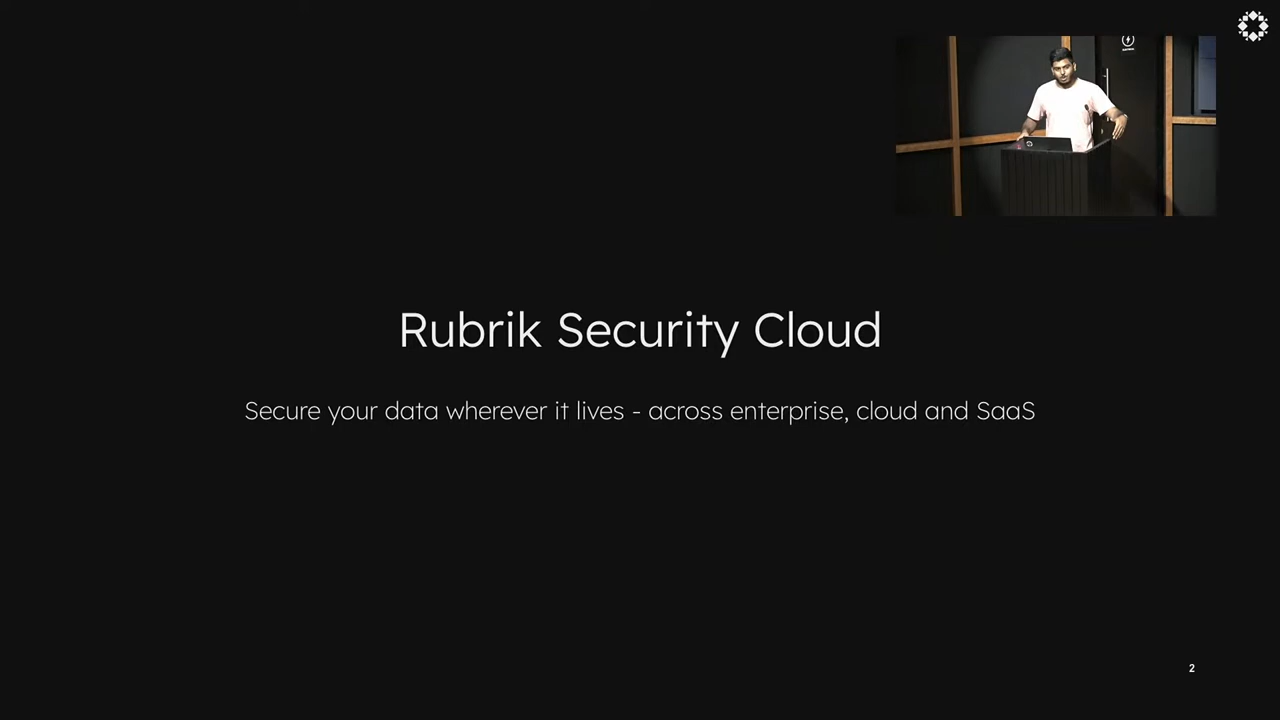 Rubrik Security Cloud
Secure your data wherever it lives - across enterprise, cloud and SaaS
2